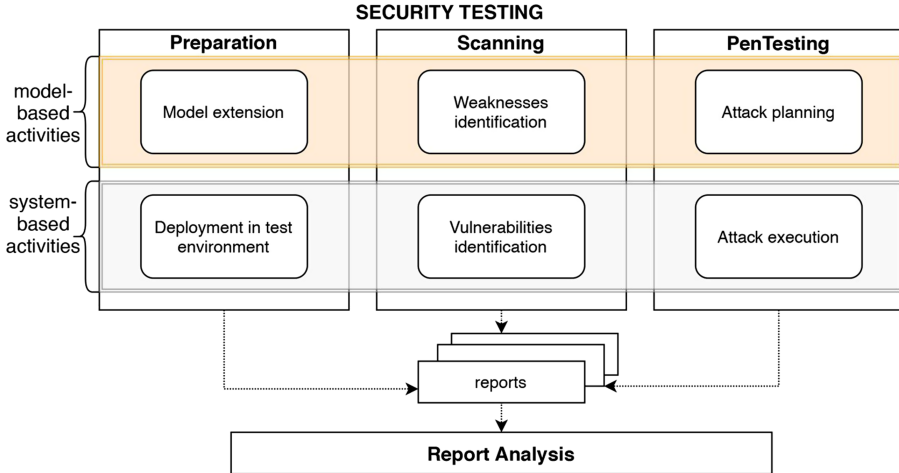 SECURITY TESTING
Preparation
Scanning
PenTesting
model-
based
activities
Model extension
Weaknesses
identification
Attack planning
system-
based
activities
Deployment in test
environment
Vulnerabilities
identification
Attack execution
reports
Report Analysis